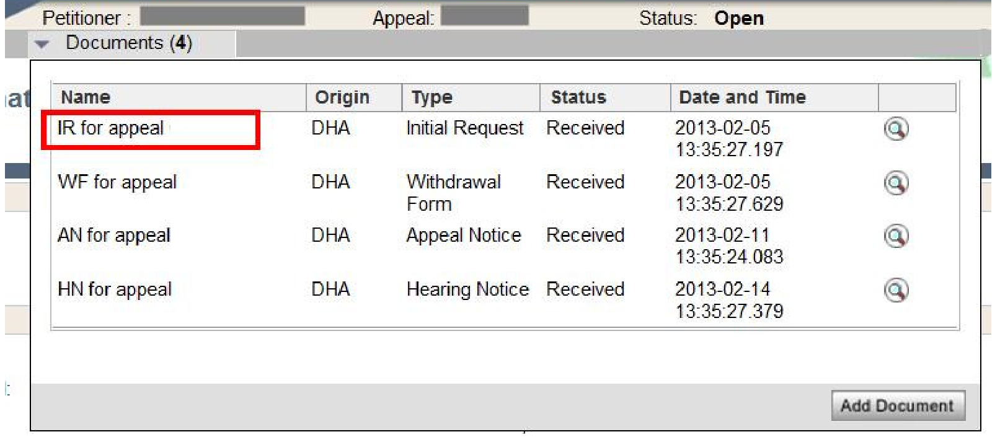 Petitioner : Appeal: Status: Open
Documents (4)
Name Origin Type Status Date and Time
IR for appeal DHA Initial Request Received 2013-02-05
13:35:27.197
WF for appeal DHA Withdrawal Received 2013-02-05
Form 13:35:27.629
AN for appeal DHA Appeal Notice Received 2013-02-11
13:35:24.083
HN for appeal DHA Hearing Notice Received 2013-02-14
13:35:27.379
Add Document